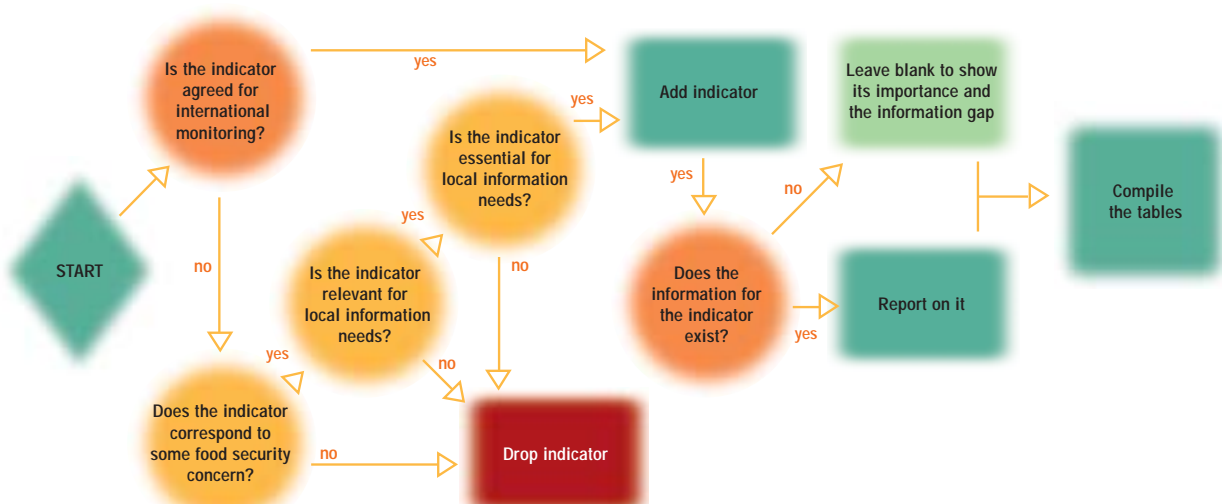 START
Is the indicator
agreed for
international
monitoring?
yes
no
Does the indicator
correspond to
some food security
concern?
yes
no
Is the indicator
relevant for
local information
needs?
yes
no
Is the indicator
essential for
local information
needs?
yes
no
Drop indicator
Add indicator
yes
Does the
information for
the indicator
exist?
no
yes
Leave blank to show
its importance and
the information gap
Report on it
Compile
the tables